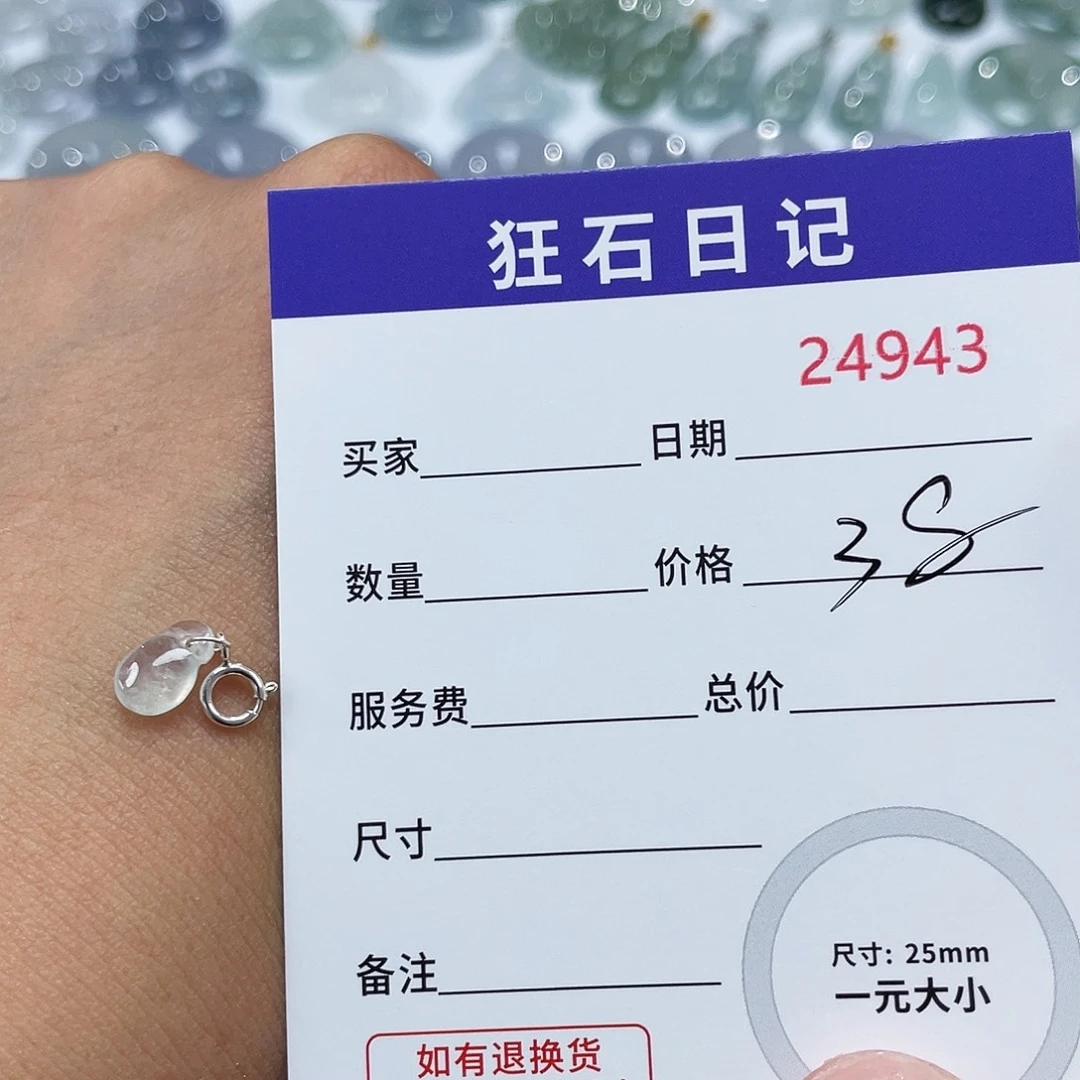 狂石日记
24943
买家 日期
数量 价格 38
服务费 总价
尺寸
备注
尺寸: 25mm
一元大小
如有退换货